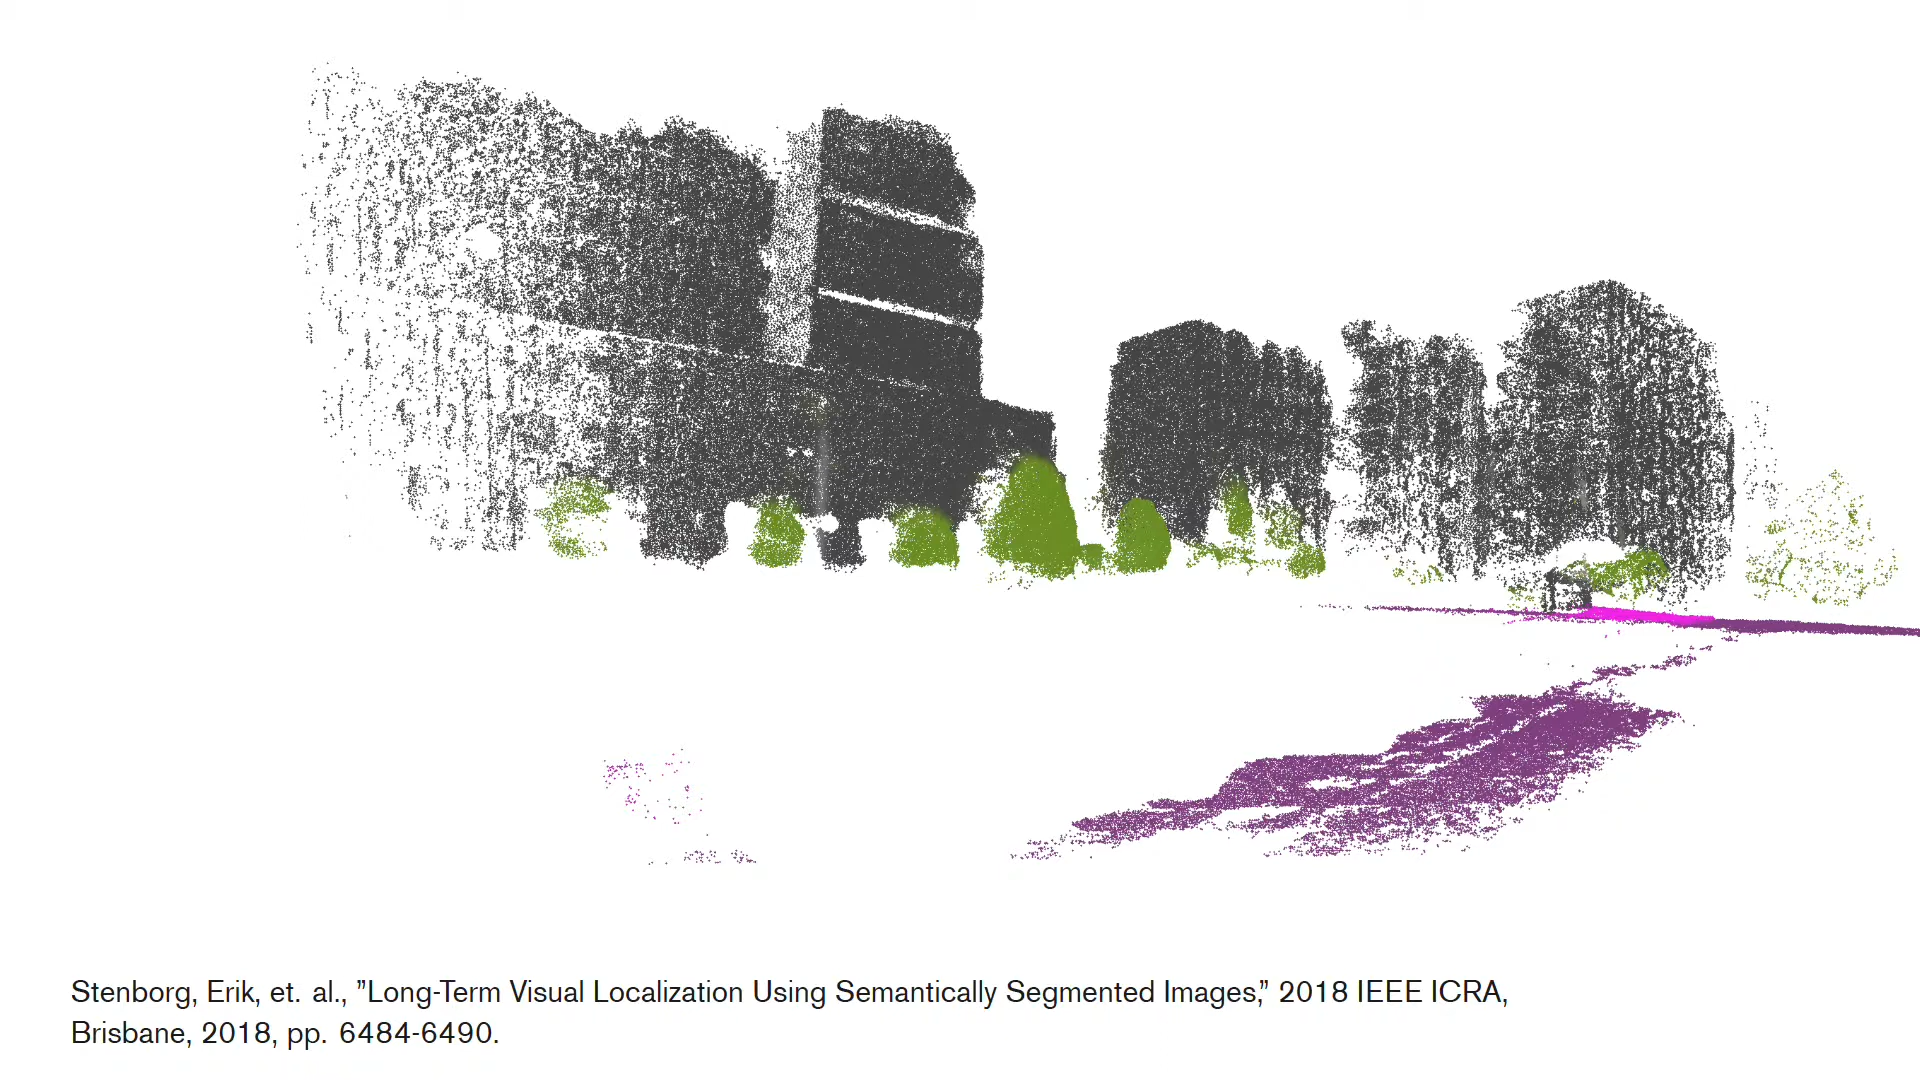 Stenborg, Erik, et. al., ”Long-Term Visual Localization Using Semantically Segmented Images,” 2018 IEEE ICRA,
Brisbane, 2018, pp. 6484-6490.